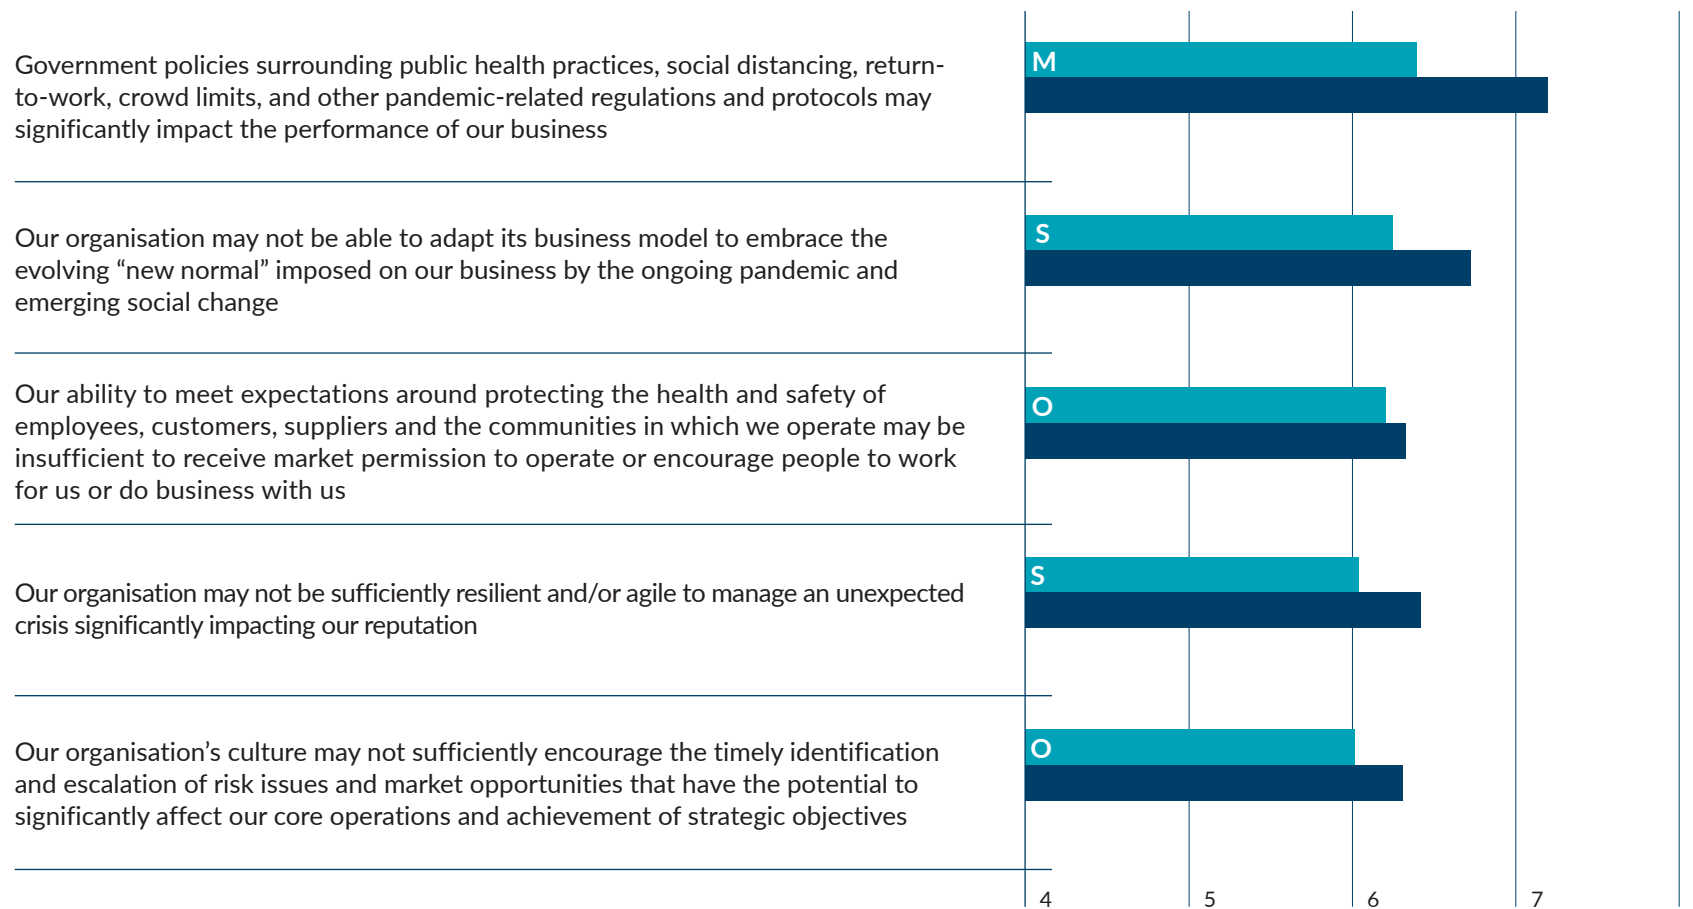 Government policies surrounding public health practices, social distancing, return-
to-work, crowd limits, and other pandemic-related regulations and protocols may
significantly impact the performance of our business
M
Our organisation may not be able to adapt its business model to embrace the
evolving “new normal” imposed on our business by the ongoing pandemic and
emerging social change
S
Our ability to meet expectations around protecting the health and safety of
employees, customers, suppliers and the communities in which we operate may be
insufficient to receive market permission to operate or encourage people to work
for us or do business with us
O
Our organisation may not be sufficiently resilient and/or agile to manage an unexpected
crisis significantly impacting our reputation
S
Our organisation’s culture may not sufficiently encourage the timely identification
and escalation of risk issues and market opportunities that have the potential to
significantly affect our core operations and achievement of strategic objectives
O
4 5 6 7